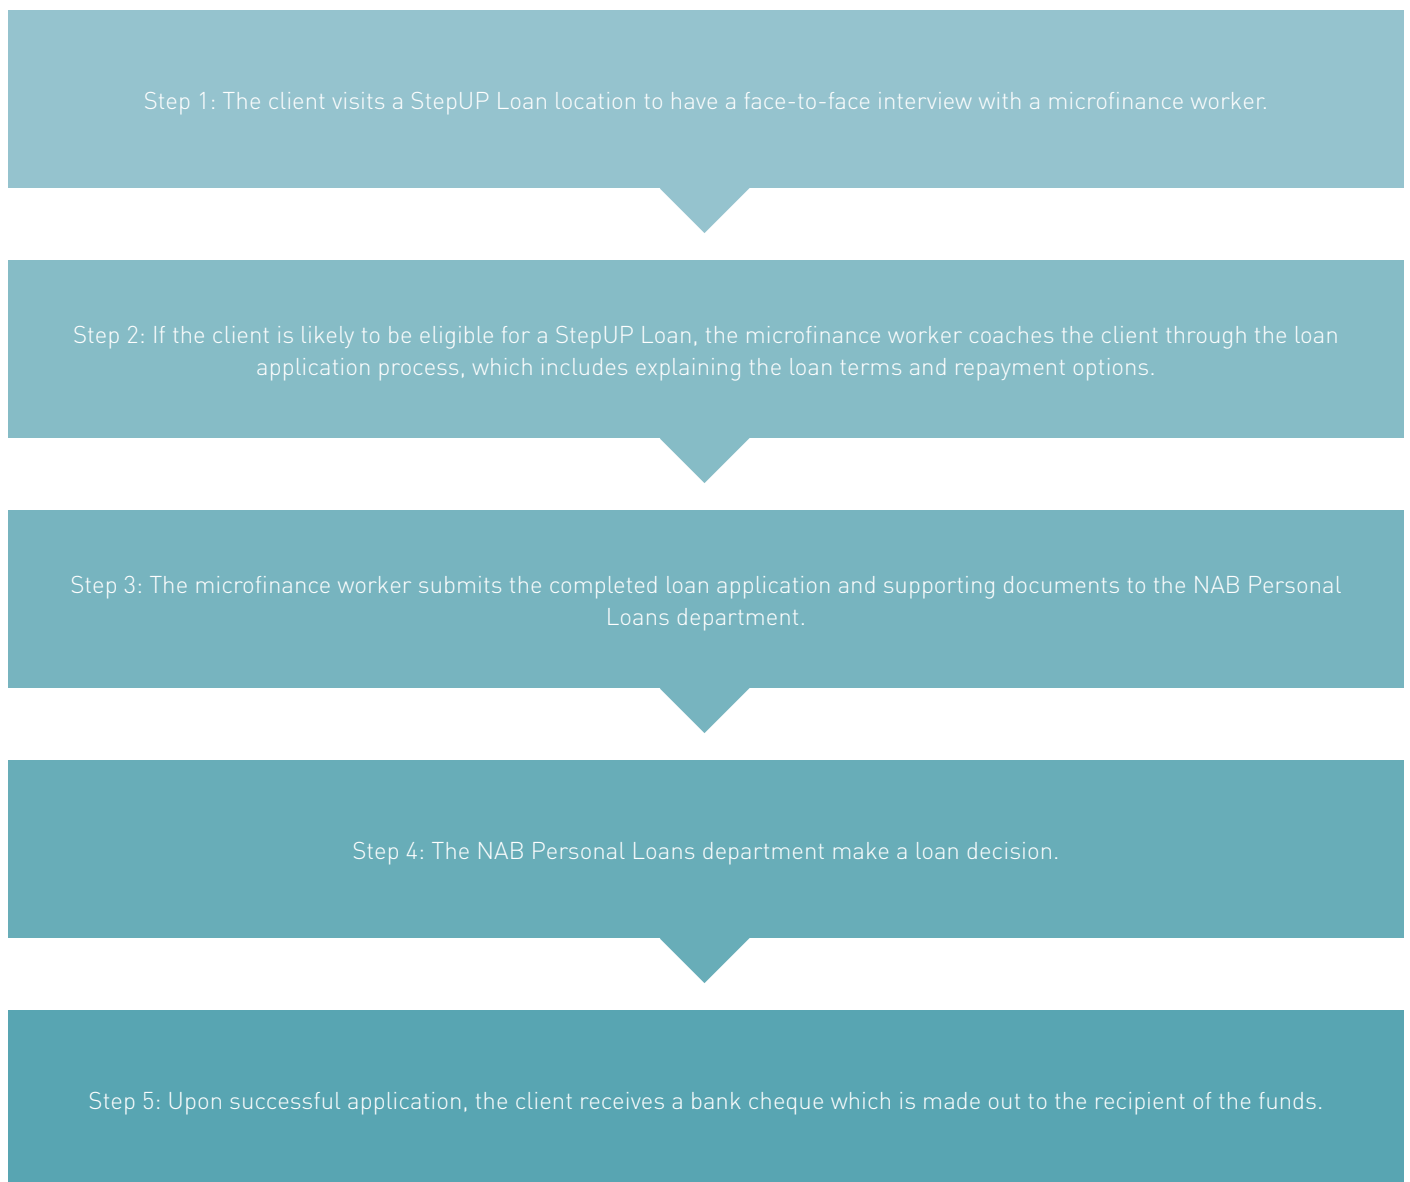 Step 1: The client visits a StepUP Loan location to have a face-to-face interview with a microfinance worker.
Step 2: If the client is likely to be eligible for a StepUP Loan, the microfinance worker coaches the client through the loan
application process, which includes explaining the loan terms and repayment options.
Step 3: The microfinance worker submits the completed loan application and supporting documents to the NAB Personal
Loans department.
Step 4: The NAB Personal Loans department make a loan decision.
Step 5: Upon successful application, the client receives a bank cheque which is made out to the recipient of the funds.